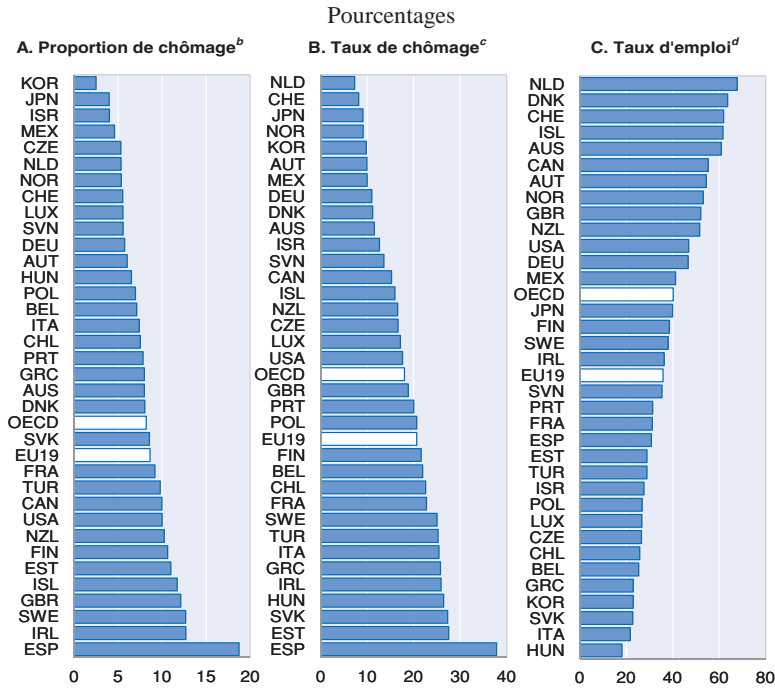 Pourcentages
A. Proportion de chômage^b
KOR
JPN
ISR
MEX
CZE
NLD
NOR
CHE
LUX
SVN
DEU
AUT
HUN
POL
BEL
ITA
CHL
PRT
GRC
AUS
DNK
OECD
SVK
EU19
FRA
TUR
CAN
USA
NZL
FIN
EST
ISL
GBR
SWE
IRL
ESP
0 5 10 15 20
B. Taux de chômage^c
NLD
CHE
JPN
NOR
KOR
AUT
MEX
DEU
DNK
AUS
ISR
SVN
CAN
ISL
NZL
CZE
LUX
USA
OECD
GBR
PRT
POL
EU19
FIN
BEL
CHL
FRA
SWE
TUR
ITA
GRC
IRL
HUN
SVK
EST
ESP
0 10 20 30 40
C. Taux d'emploi^d
NLD
DNK
CHE
ISL
AUS
CAN
AUT
NOR
GBR
NZL
USA
DEU
MEX
OECD
JPN
FIN
SWE
IRL
EU19
SVN
PRT
FRA
ESP
EST
TUR
ISR
POL
LUX
CZE
CHL
BEL
GRC
KOR
SVK
ITA
HUN
0 20 40 60 80